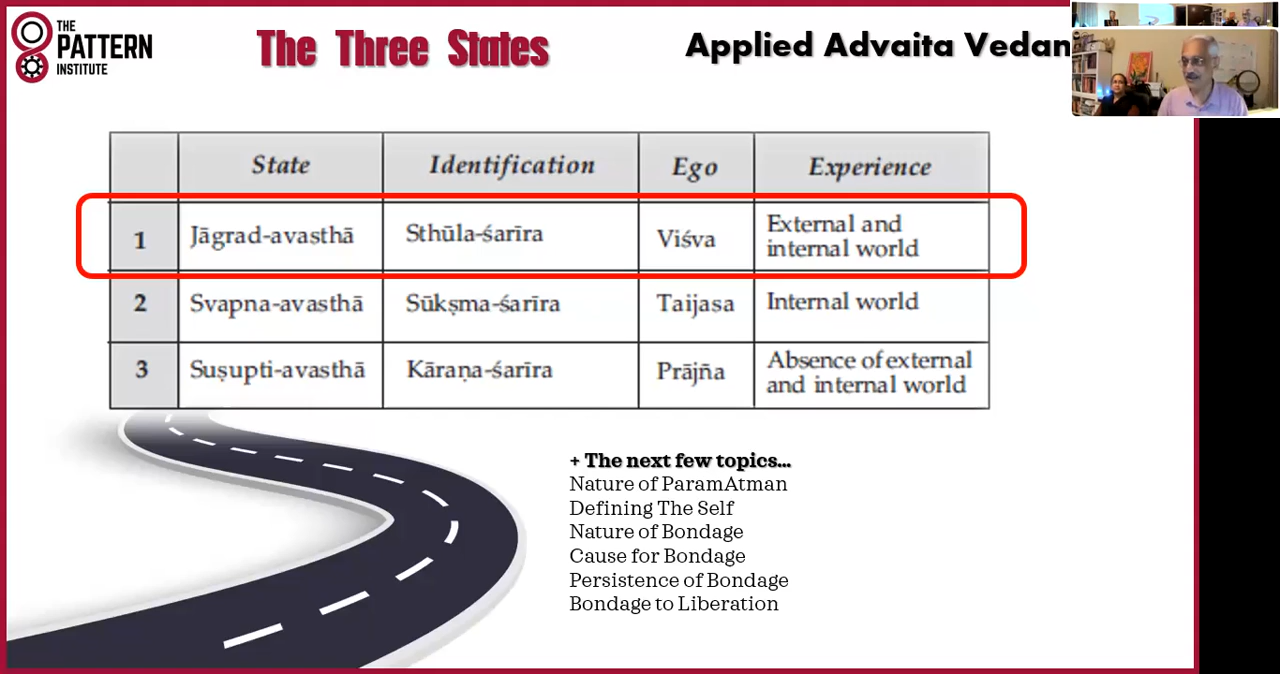 THE
PATTERN
INSTITUTE
The Three States
Applied Advaita Vedan
State Identification Ego Experience
1 Jāgrad-avasthā Sthūla-śarīra Viśva External and
internal world
2 Svapna-avasthā Sūkṣma-śarīra Taijasa Internal world
3 Suṣupti-avasthā Kāraṇa-śarīra Prājña Absence of external
and internal world
+ The next few topics...
Nature of ParamAtman
Defining The Self
Nature of Bondage
Cause for Bondage
Persistence of Bondage
Bondage to Liberation